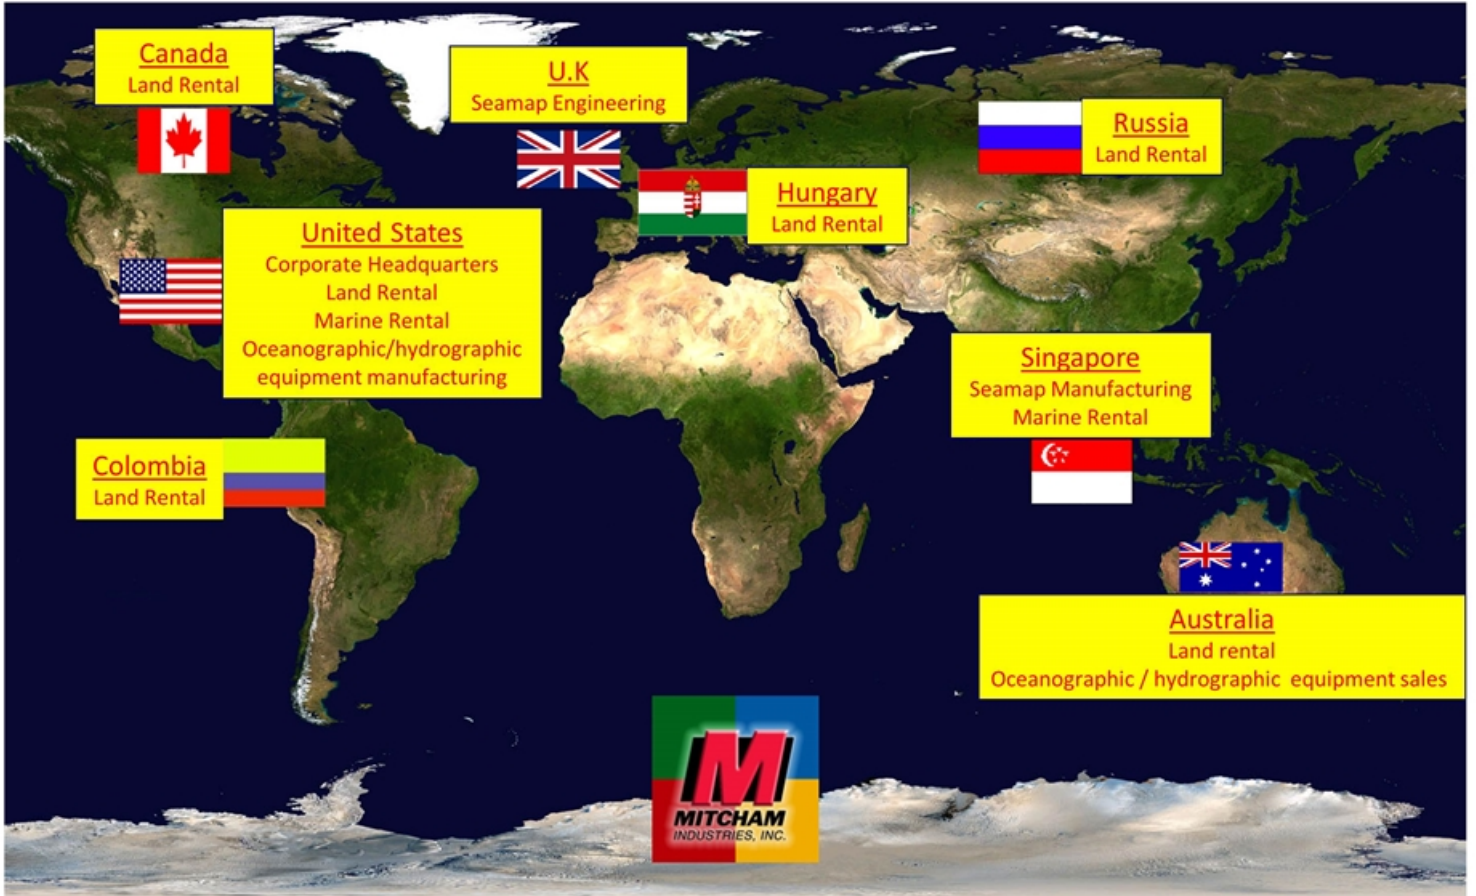 Canada
Land Rental
U.K
Seamap Engineering
Russia
Land Rental
Hungary
Land Rental
United States
Corporate Headquarters
Land Rental
Marine Rental
Oceanographic/hydrographic
equipment manufacturing
Singapore
Seamap Manufacturing
Marine Rental
Colombia
Land Rental
Australia
Land rental
Oceanographic / hydrographic equipment sales
M
MITCHAM
INDUSTRIES, INC.